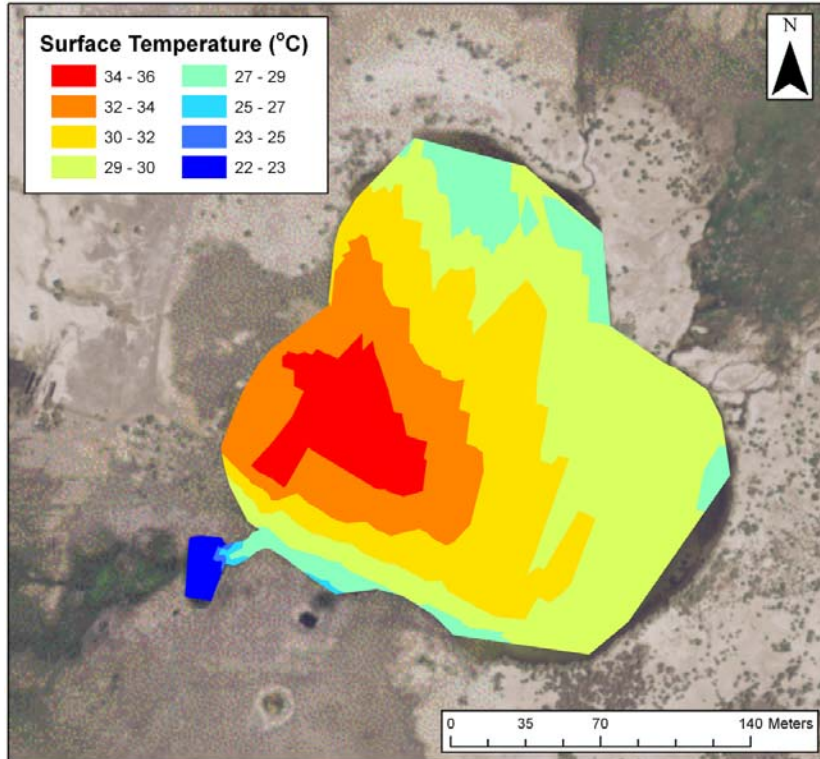 Surface Temperature (°C)
34 - 36
32 - 34
30 - 32
29 - 30
27 - 29
25 - 27
23 - 25
22 - 23
N
0 35 70 140 Meters